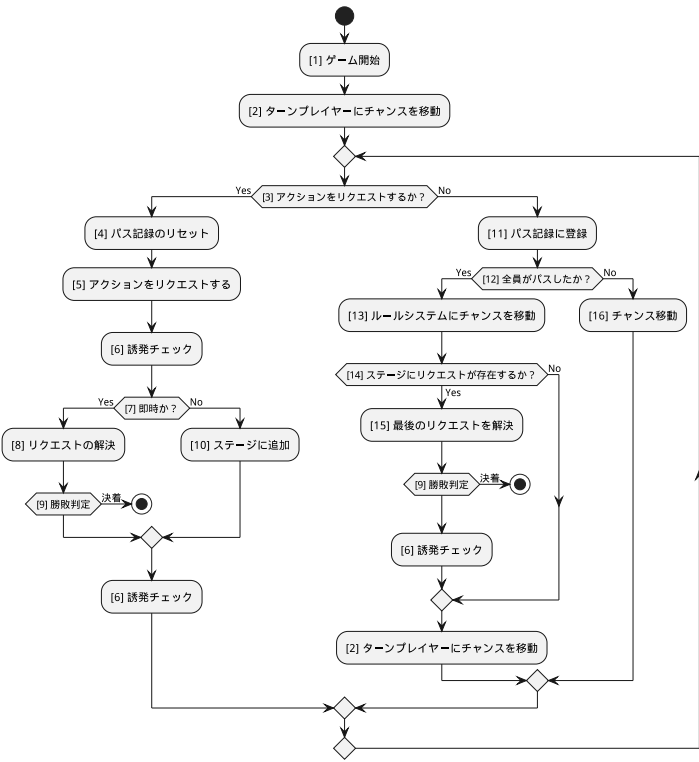 [1] ゲーム開始
[2] ターンプレイヤーにチャンスを移動
[3] アクションをリクエストするか？
Yes
No
[4] パス記録のリセット
[5] アクションをリクエストする
[6] 誘発チェック
[7] 即時か？
Yes
No
[8] リクエストの解決
[10] ステージに追加
[9] 勝敗判定
決着
[6] 誘発チェック
[11] パス記録に登録
[12] 全員がパスしたか？
Yes
No
[13] ルールシステムにチャンスを移動
[16] チャンス移動
[14] ステージにリクエストが存在するか？
No
Yes
[15] 最後のリクエストを解決
[9] 勝敗判定
決着
[6] 誘発チェック
[2] ターンプレイヤーにチャンスを移動